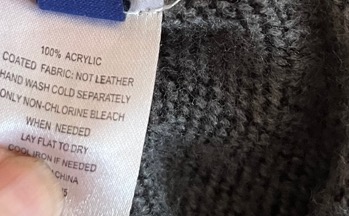 100% ACRYLIC
COATED FABRIC: NOT LEATHER
HAND WASH COLD SEPARATELY
ONLY NON-CHLORINE BLEACH
WHEN NEEDED
LAY FLAT TO DRY
COOL IRON IF NEEDED
CHINA